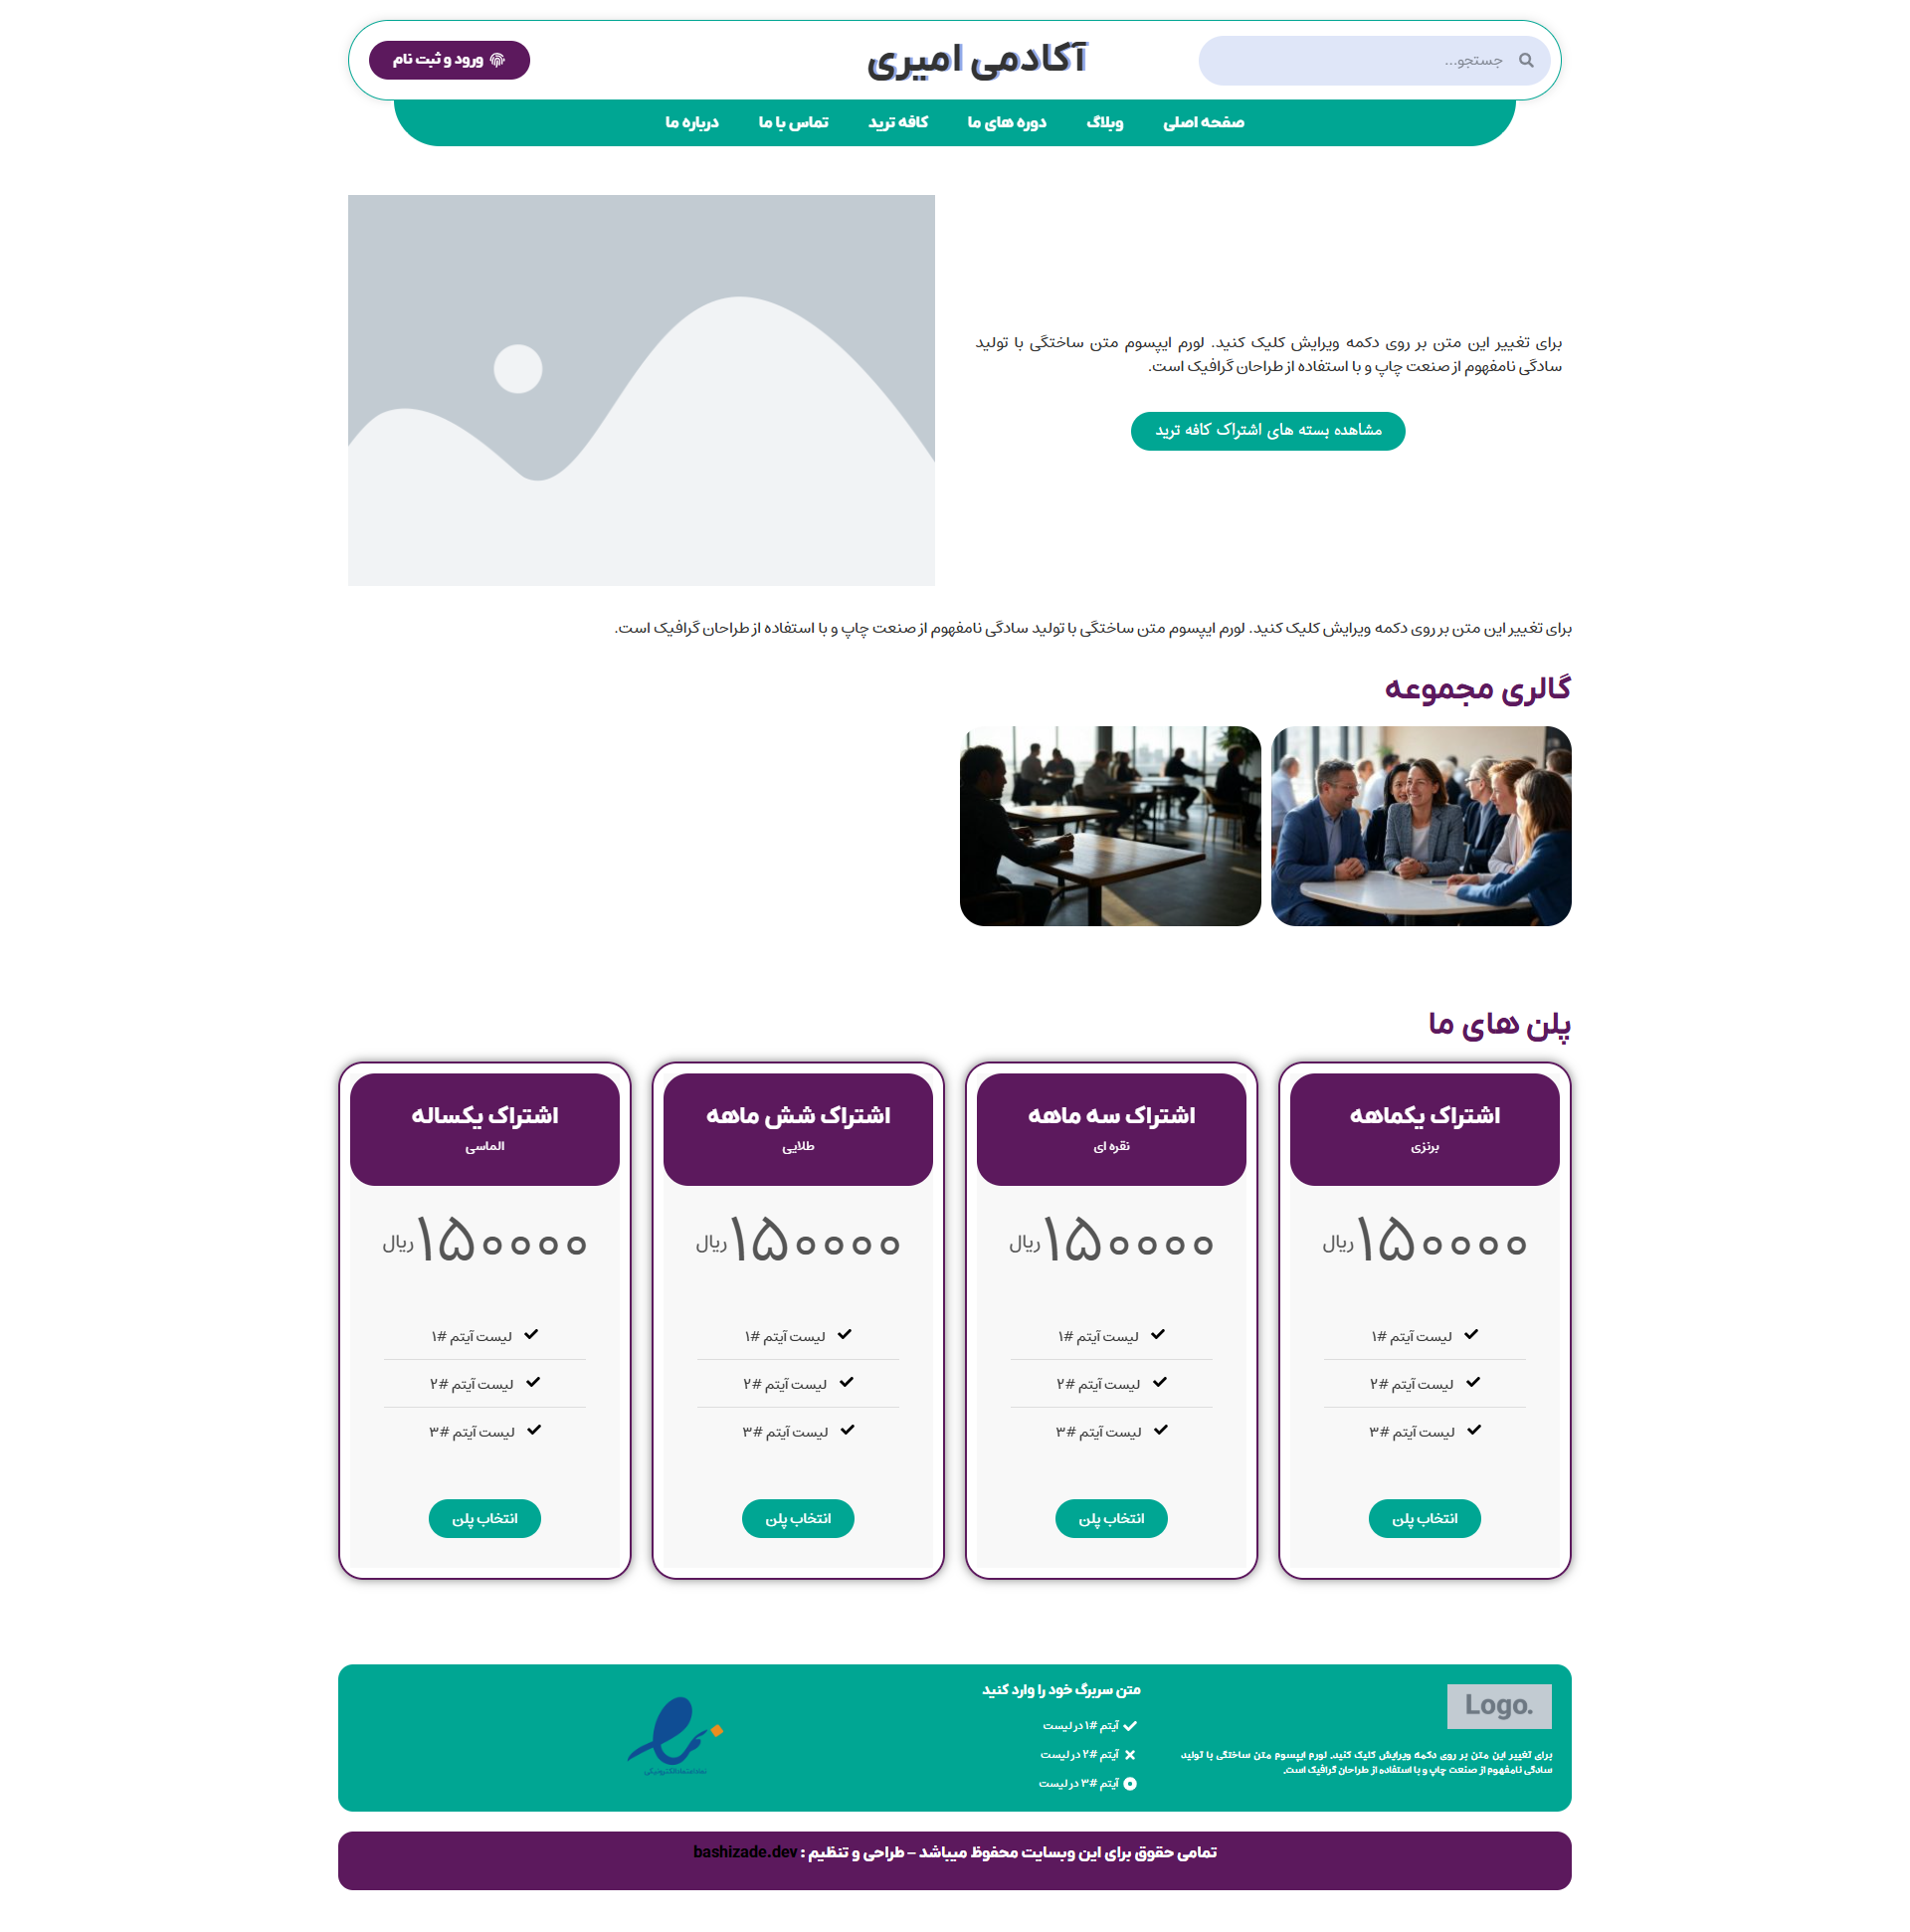 جستجو...
آکادمی امیری
ورود و ثبت نام
صفحه اصلی
وبلاگ
دوره های ما
کافه ترید
تماس با ما
درباره ما
برای تغییر این متن بر روی دکمه ویرایش کلیک کنید. لورم ایپسوم متن ساختگی با تولید
سادگی نامفهوم از صنعت چاپ و با استفاده از طراحان گرافیک است.
مشاهده بسته های اشتراک کافه ترید
برای تغییر این متن بر روی دکمه ویرایش کلیک کنید. لورم ایپسوم متن ساختگی با تولید سادگی نامفهوم از صنعت چاپ و با استفاده از طراحان گرافیک است.
گالری مجموعه
پلن های ما
اشتراک یکماهه
برنزی
۱۵۰۰۰۰ ریال
لیست آیتم #۱
لیست آیتم #۲
لیست آیتم #۳
انتخاب پلن
اشتراک سه ماهه
نقره ای
۱۵۰۰۰۰ ریال
لیست آیتم #۱
لیست آیتم #۲
لیست آیتم #۳
انتخاب پلن
اشتراک شش ماهه
طلایی
۱۵۰۰۰۰ ریال
لیست آیتم #۱
لیست آیتم #۲
لیست آیتم #۳
انتخاب پلن
اشتراک یکساله
الماسی
۱۵۰۰۰۰ ریال
لیست آیتم #۱
لیست آیتم #۲
لیست آیتم #۳
انتخاب پلن
Logo.
برای تغییر این متن بر روی دکمه ویرایش کلیک کنید. لورم ایپسوم متن ساختگی با تولید
سادگی نامفهوم از صنعت چاپ و با استفاده از طراحان گرافیک است.
متن سربرگ خود را وارد کنید
آیتم #۱ در لیست
آیتم #۲ در لیست
آیتم #۳ در لیست
نماد اعتماد الکترونیکی
تمامی حقوق برای این وبسایت محفوظ میباشد – طراحی و تنظیم : bashizade.dev